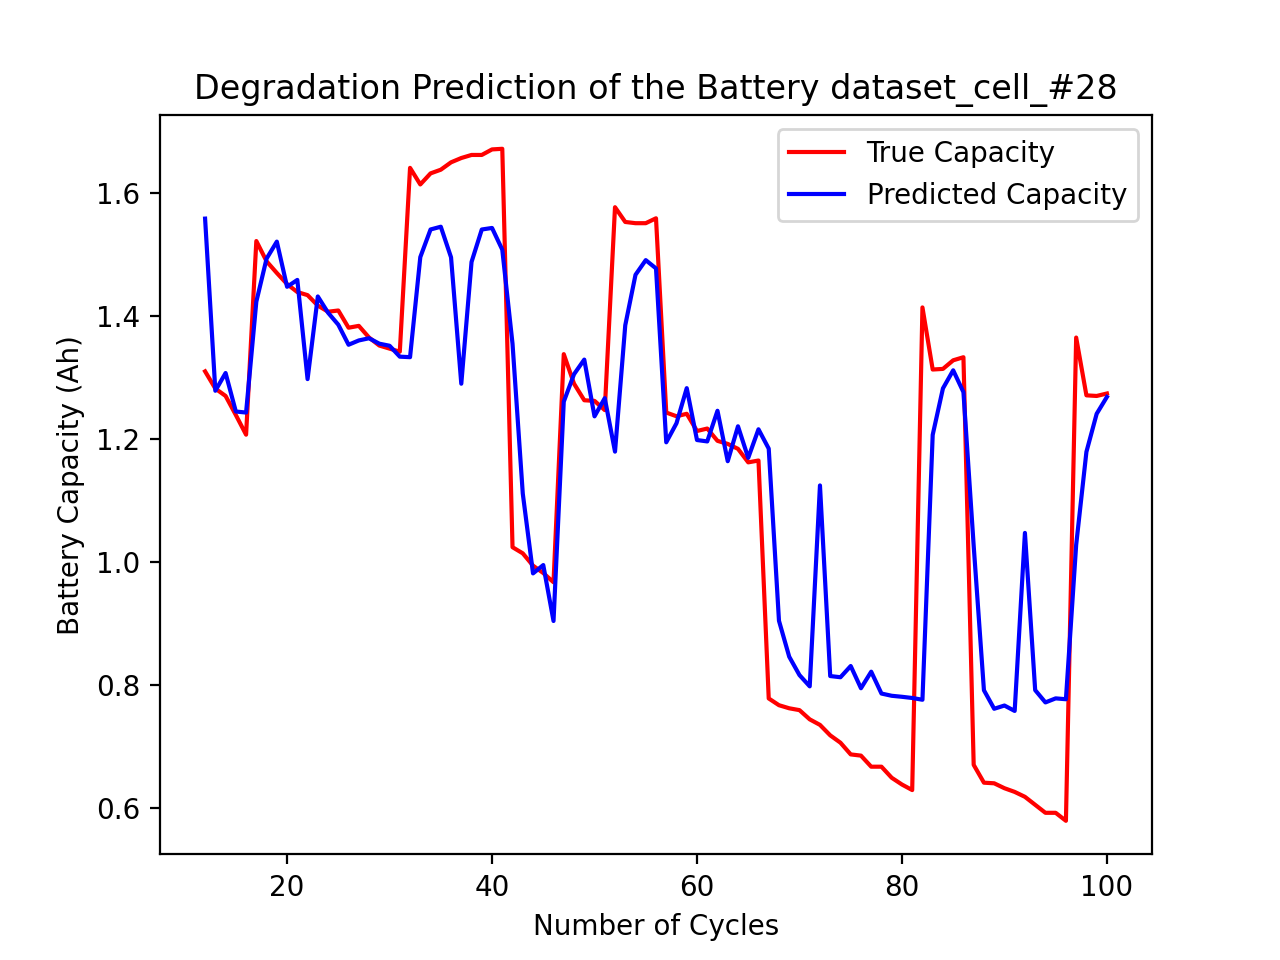 Degradation Prediction of the Battery dataset_cell_#28
True Capacity
Predicted Capacity
Battery Capacity (Ah)
1.6
1.4
1.2
1.0
0.8
0.6
20 40 60 80 100
Number of Cycles